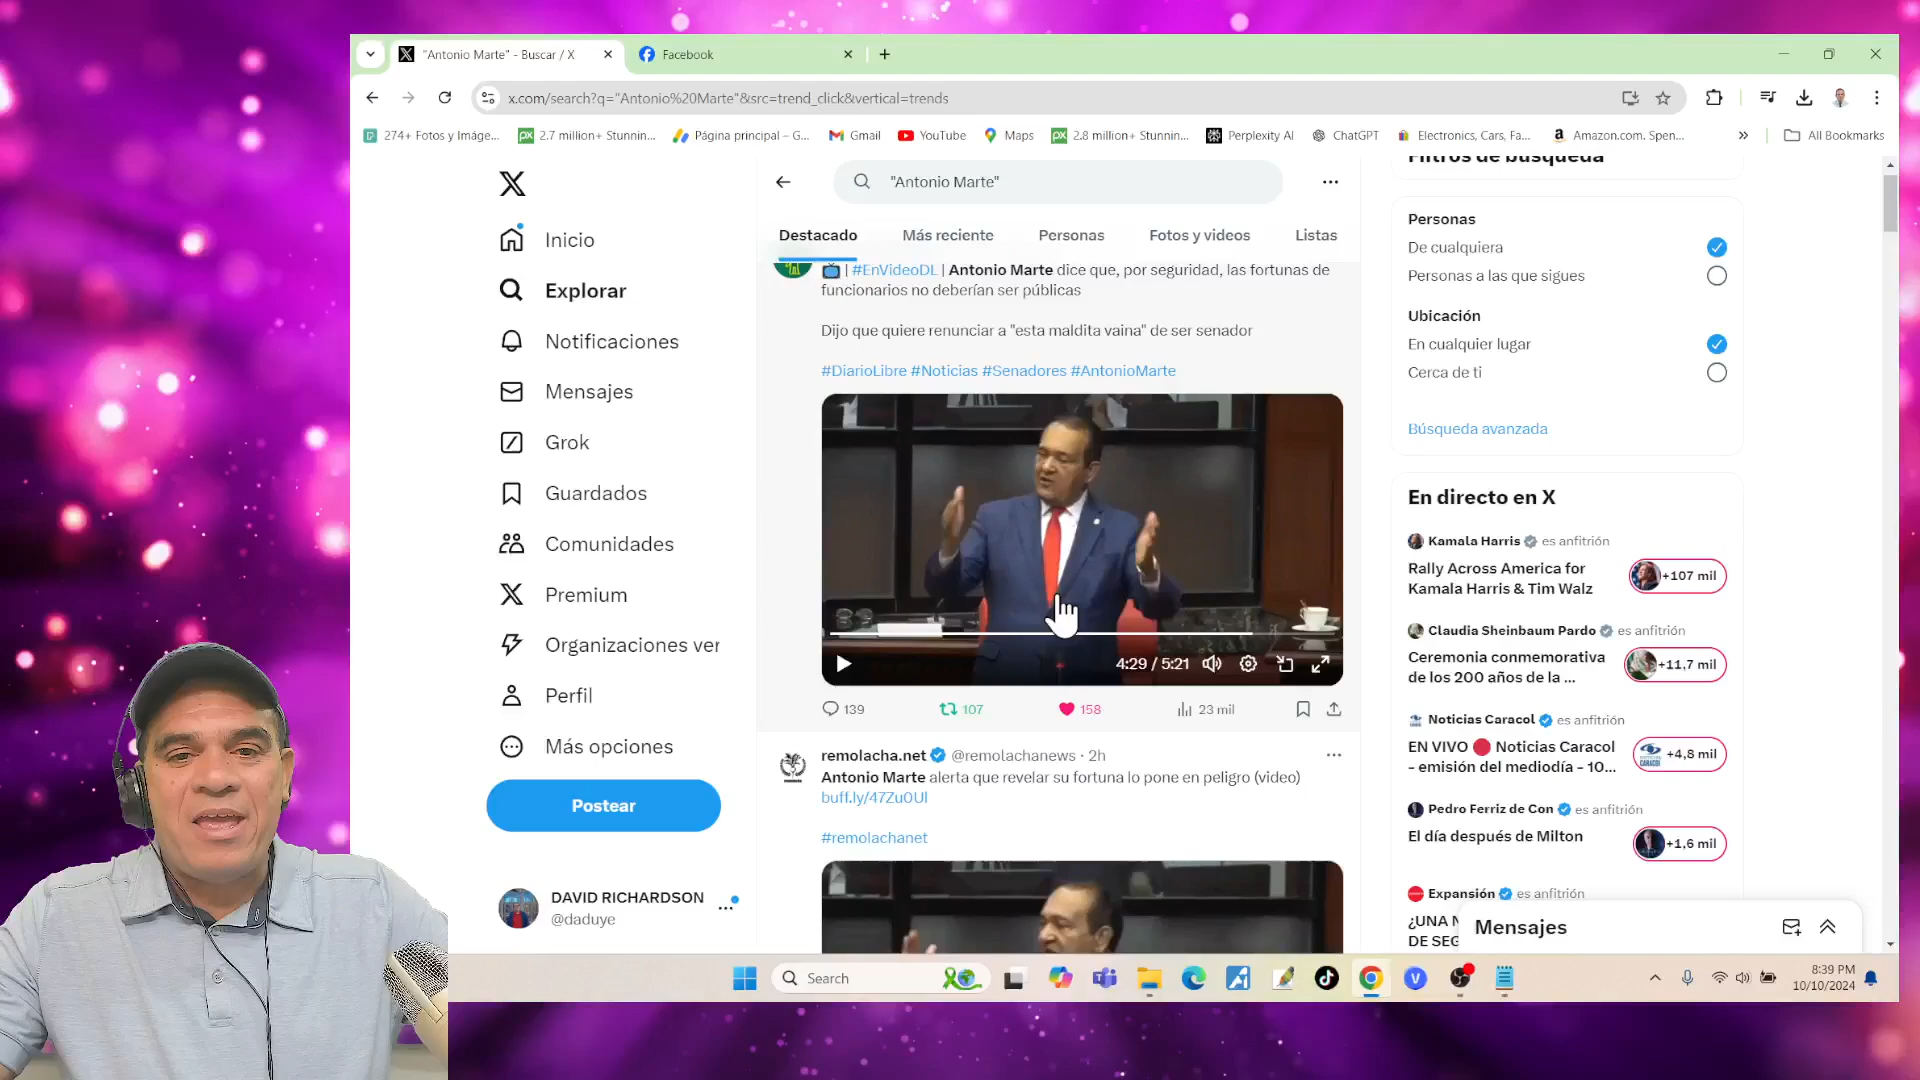 "Antonio Marte" - Buscar / X
Facebook
x.com/search?q="Antonio%20Marte"&src=trend_click&vertical=trends
274+ Fotos y Imáge...
2.7 million+ Stunnin...
Página principal – G...
Gmail
YouTube
Maps
2.8 million+ Stunnin...
Perplexity AI
ChatGPT
Electronics, Cars, Fa...
Amazon.com. Spen...
All Bookmarks
Inicio
Explorar
Notificaciones
Mensajes
Grok
Guardados
Comunidades
Premium
Organizaciones ver
Perfil
Más opciones
Postear
DAVID RICHARDSON
@daduye
"Antonio Marte"
Destacado
Más reciente
Personas
Fotos y videos
Listas
| #EnVideoDL | Antonio Marte dice que, por seguridad, las fortunas de
funcionarios no deberían ser públicas
Dijo que quiere renunciar a "esta maldita vaina" de ser senador
#DiarioLibre #Noticias #Senadores #AntonioMarte
4:29 / 5:21
139
107
158
23 mil
remolacha.net @remolachanews · 2h
Antonio Marte alerta que revelar su fortuna lo pone en peligro (video)
buff.ly/47Zu0Ul
#remolachanet
Filtros de búsqueda
Personas
De cualquiera
Personas a las que sigues
Ubicación
En cualquier lugar
Cerca de ti
Búsqueda avanzada
En directo en X
Kamala Harris es anfitrión
Rally Across America for
Kamala Harris & Tim Walz
+107 mil
Claudia Sheinbaum Pardo es anfitrión
Ceremonia conmemorativa
de los 200 años de la ...
+11,7 mil
Noticias Caracol es anfitrión
EN VIVO 🔴 Noticias Caracol
- emisión del mediodía - 10...
+4,8 mil
Pedro Ferriz de Con es anfitrión
El día después de Milton
+1,6 mil
Expansión es anfitrión
¿UNA
DE SEG
Mensajes
Search
8:39 PM
10/10/2024